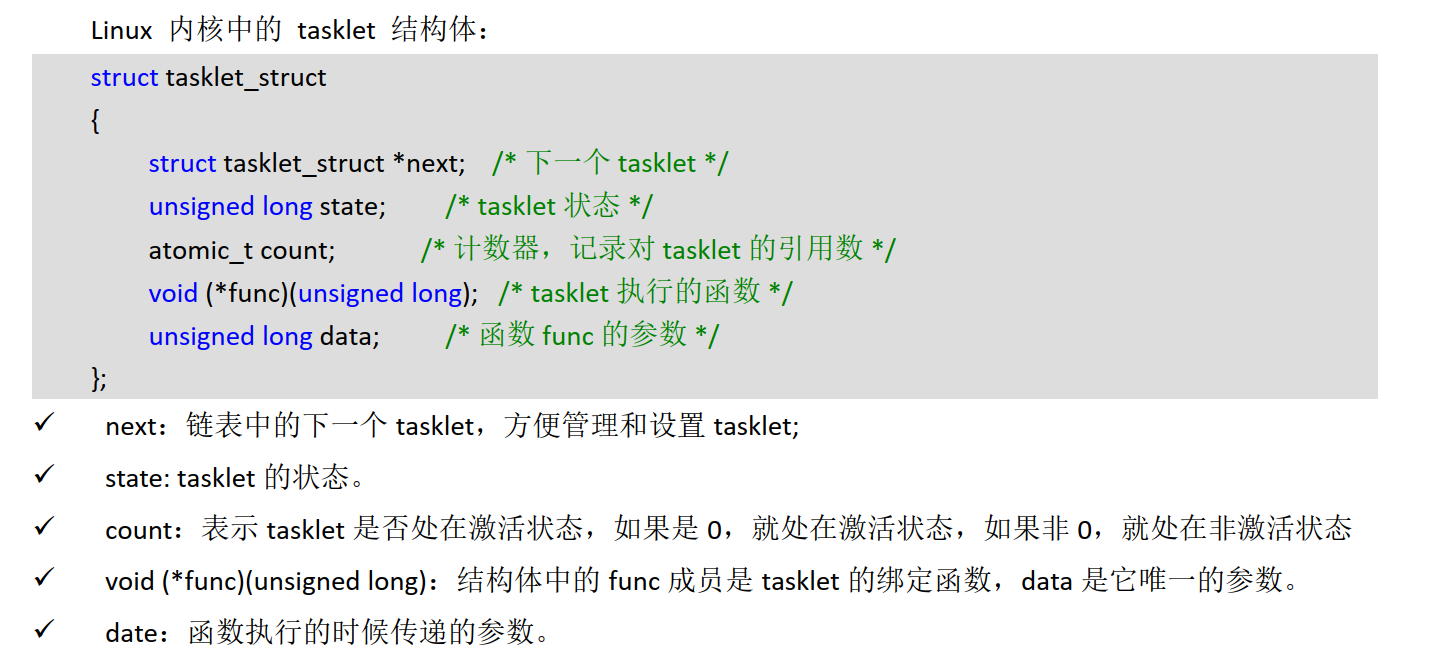 Linux 内核中的 tasklet 结构体：
struct tasklet_struct
{
struct tasklet_struct *next; /* 下一个 tasklet */
unsigned long state; /* tasklet 状态 */
atomic_t count; /* 计数器，记录对 tasklet 的引用数 */
void (*func)(unsigned long); /* tasklet 执行的函数 */
unsigned long data; /* 函数 func 的参数 */
};
✓ next：链表中的下一个 tasklet，方便管理和设置 tasklet;
✓ state: tasklet 的状态。
✓ count：表示 tasklet 是否处在激活状态，如果是 0，就处在激活状态，如果非 0，就处在非激活状态
✓ void (*func)(unsigned long)：结构体中的 func 成员是 tasklet 的绑定函数，data 是它唯一的参数。
✓ date：函数执行的时候传递的参数。